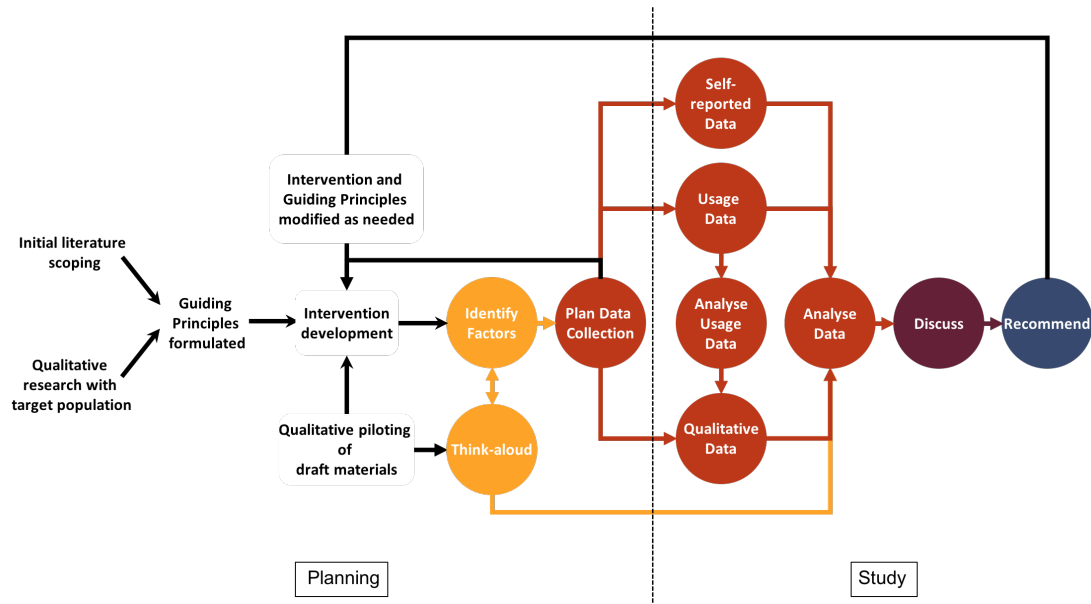 Self-
reported
Data
Intervention and
Guiding Principles
modified as needed
Usage
Data
Initial literature
scoping
Guiding
Principles
formulated
Qualitative
research with
target population
Intervention
development
Identify
Factors
Plan Data
Collection
Analyse
Usage
Data
Analyse
Data
Discuss
Recommend
Qualitative piloting
of
draft materials
Think-aloud
Qualitative
Data
Planning
Study